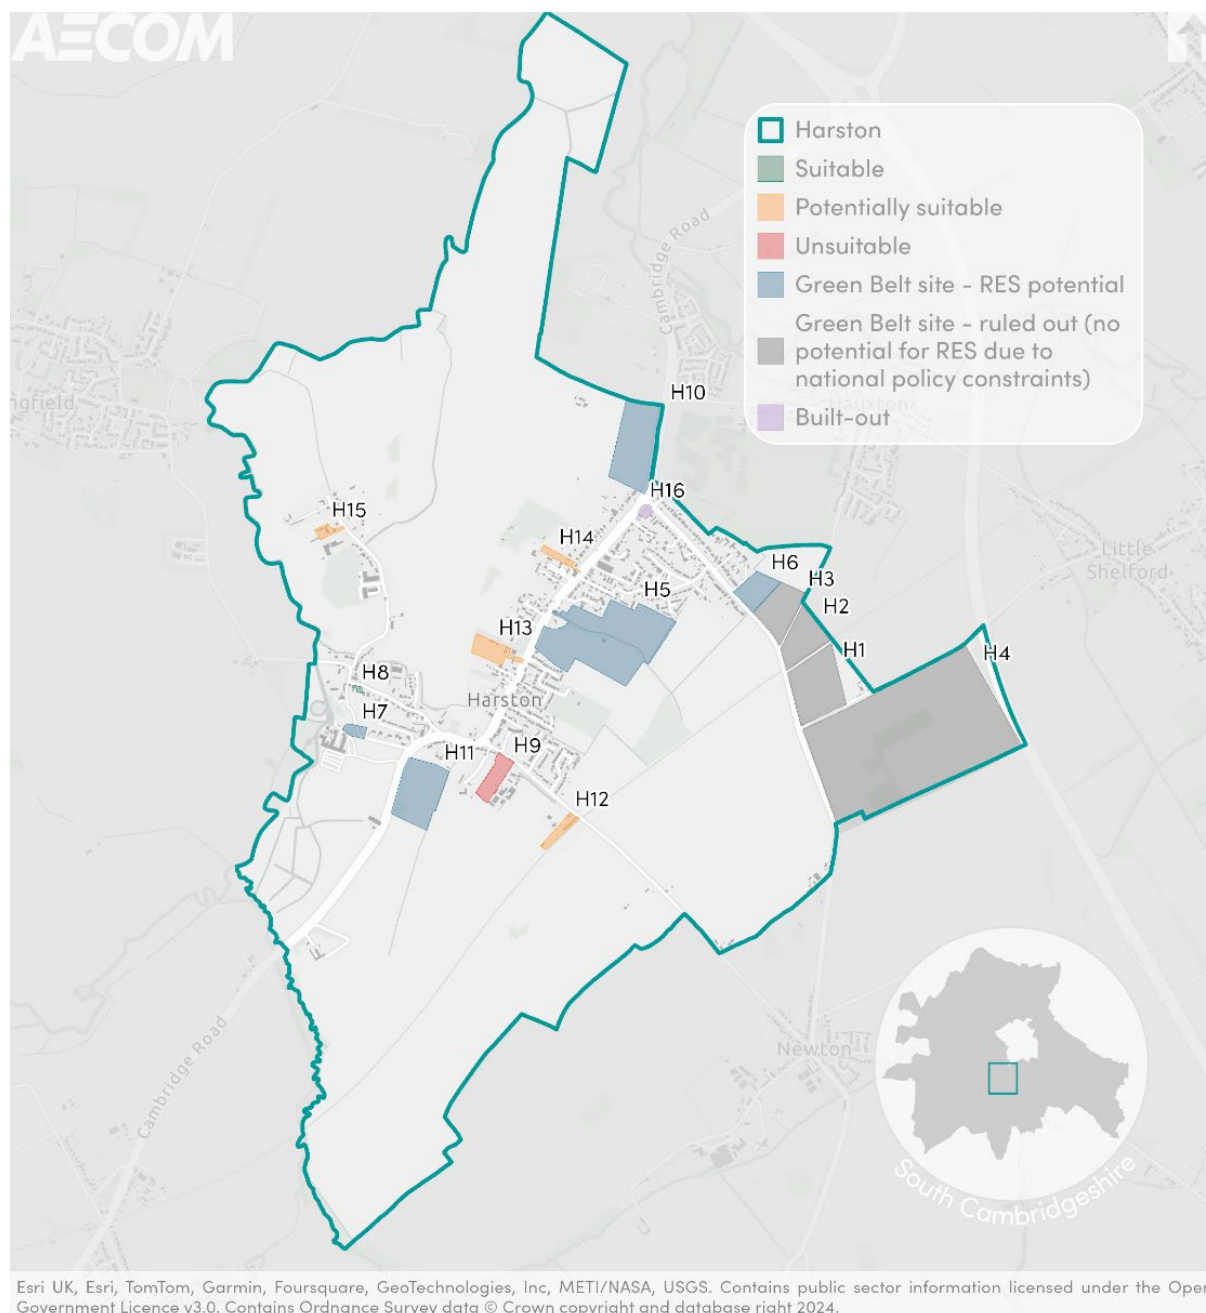 AECOM
Harston
Suitable
Potentially suitable
Unsuitable
Green Belt site - RES potential
Green Belt site - ruled out (no
potential for RES due to
national policy constraints)
Built-out
Cambridge Road
ngfield
Hauxton
H10
H16
H15
H14
H6
H3
Little
Shelford
H5
H2
H13
H1
H4
H8
Harston
H7
H11
H9
H12
Cambridge Road
Newton
South Cambridgeshire
Esri UK, Esri, TomTom, Garmin, Foursquare, GeoTechnologies, Inc, METI/NASA, USGS. Contains public sector information licensed under the Open
Government Licence v3.0. Contains Ordnance Survey data © Crown copyright and database right 2024.